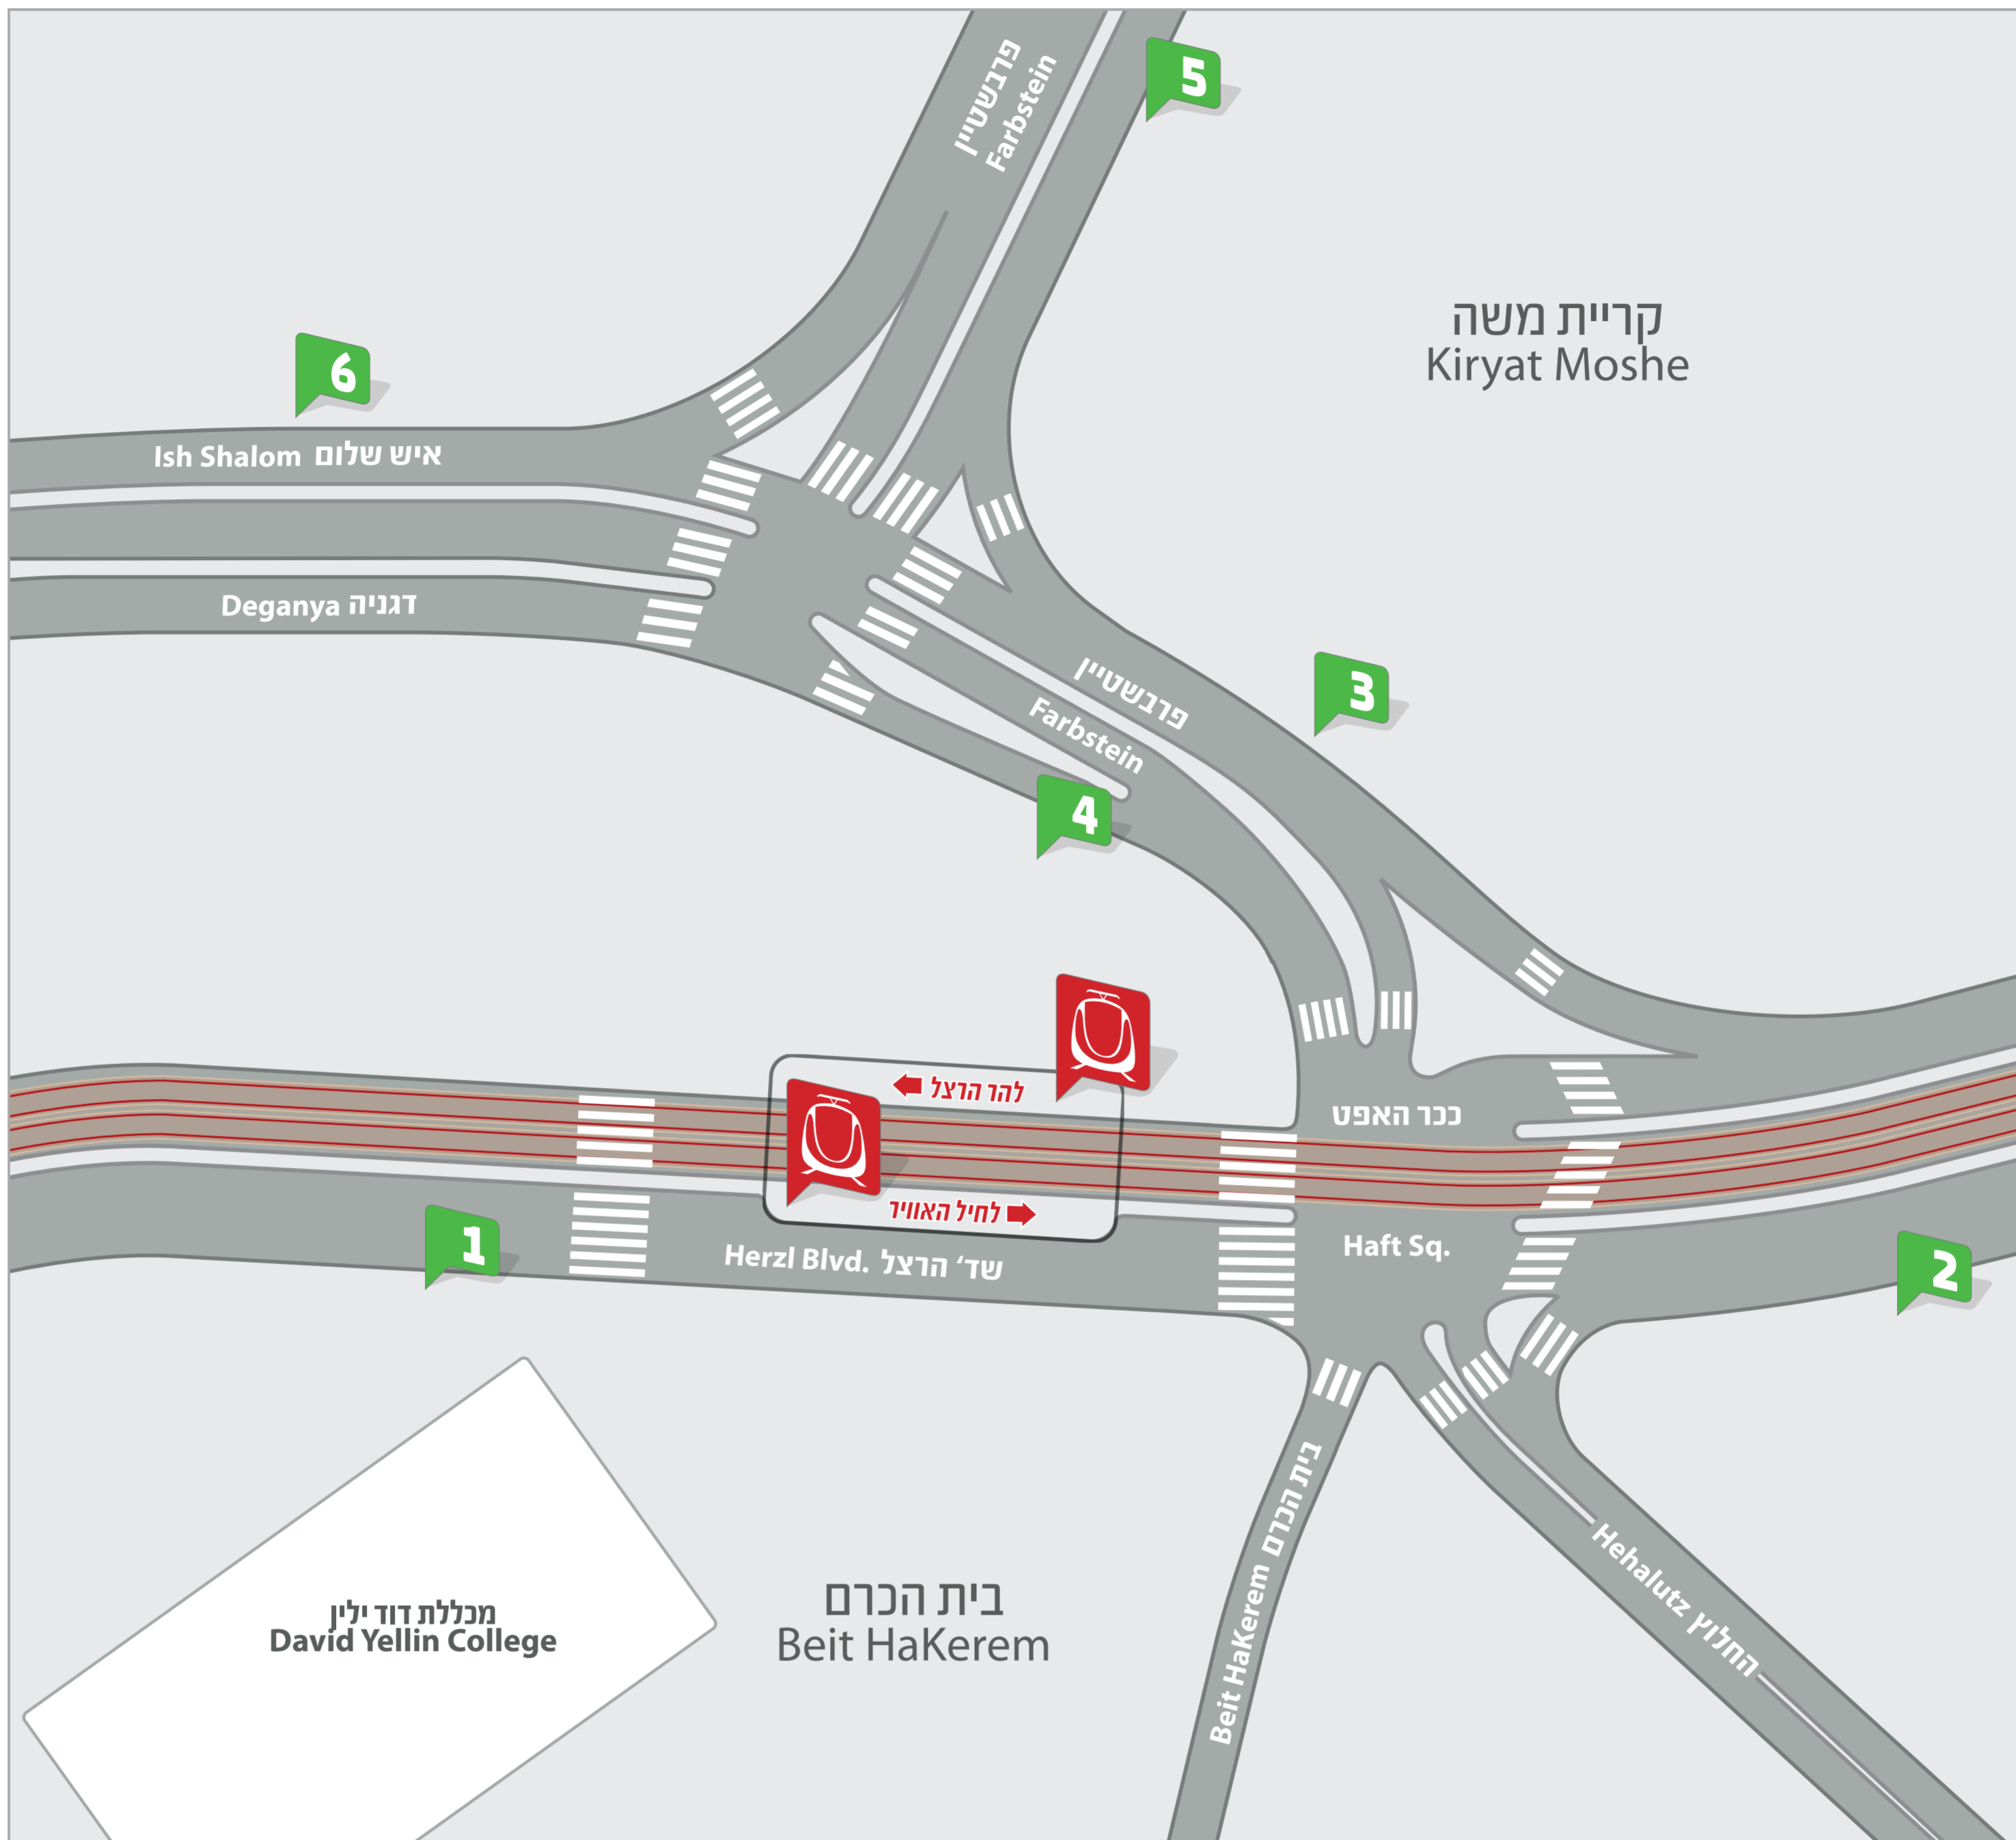 פרבשטיין
Farbstein
5
קריית משה
Kiryat Moshe
6
Ish Shalom איש שלום
Deganya דגניה
פרבשטיין
Farbstein
3
4
להר הרצל
ככר האפט
לחיל האוויר
1
Herzl Blvd. שד' הרצל
Haft Sq.
2
בית הכרם
Beit HaKerem
מכללת דוד ילין
David Yellin College
Beit HaKerem בית הכרם
Hehalutz החלוץ